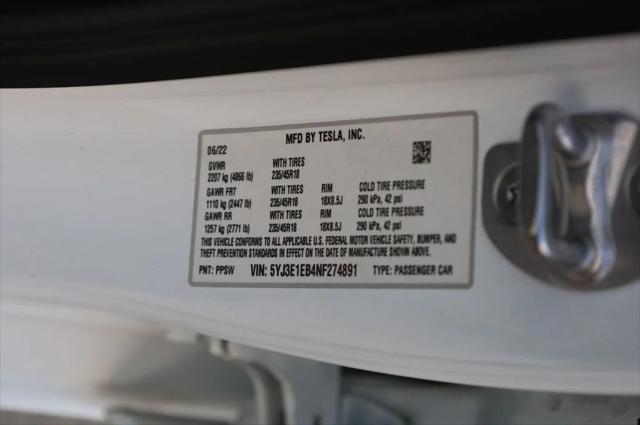 MFD BY TESLA, INC.
06/22
GVWR WITH TIRES
2207 kg (4866 lb) 235/45R18
GAWR FRT WITH TIRES RIM COLD TIRE PRESSURE
1110 kg (2447 lb) 235/45R18 18X8.5J 290 kPa, 42 psi
GAWR RR WITH TIRES RIM COLD TIRE PRESSURE
1257 kg (2771 lb) 235/45R18 18X8.5J 290 kPa, 42 psi
THIS VEHICLE CONFORMS TO ALL APPLICABLE U.S. FEDERAL MOTOR VEHICLE SAFETY, BUMPER, AND
THEFT PREVENTION STANDARDS IN EFFECT ON THE DATE OF MANUFACTURE SHOWN ABOVE.
PNT: PPSW VIN: 5YJ3E1EB4NF274891 TYPE: PASSENGER CAR